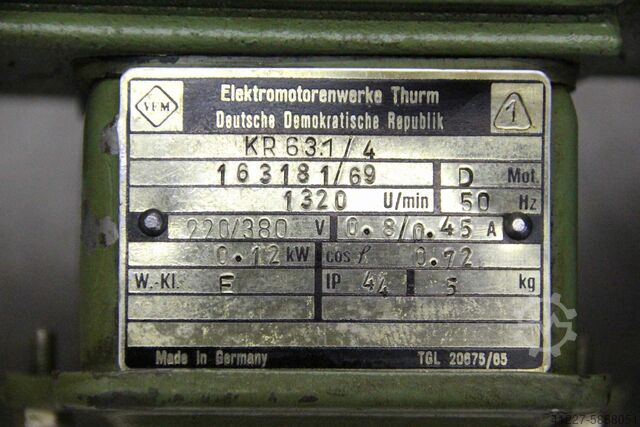 VEM
Elektromotorenwerke Thurm
Deutsche Demokratische Republik
1
KR 63.1/4
163181/69 D Mot.
1320 U/min 50 Hz
220/380 V 0.8/0.45 A
0.12 kW cos φ 0.72
W.-Kl. E IP 44 5 kg
Made in Germany TGL 20675/65